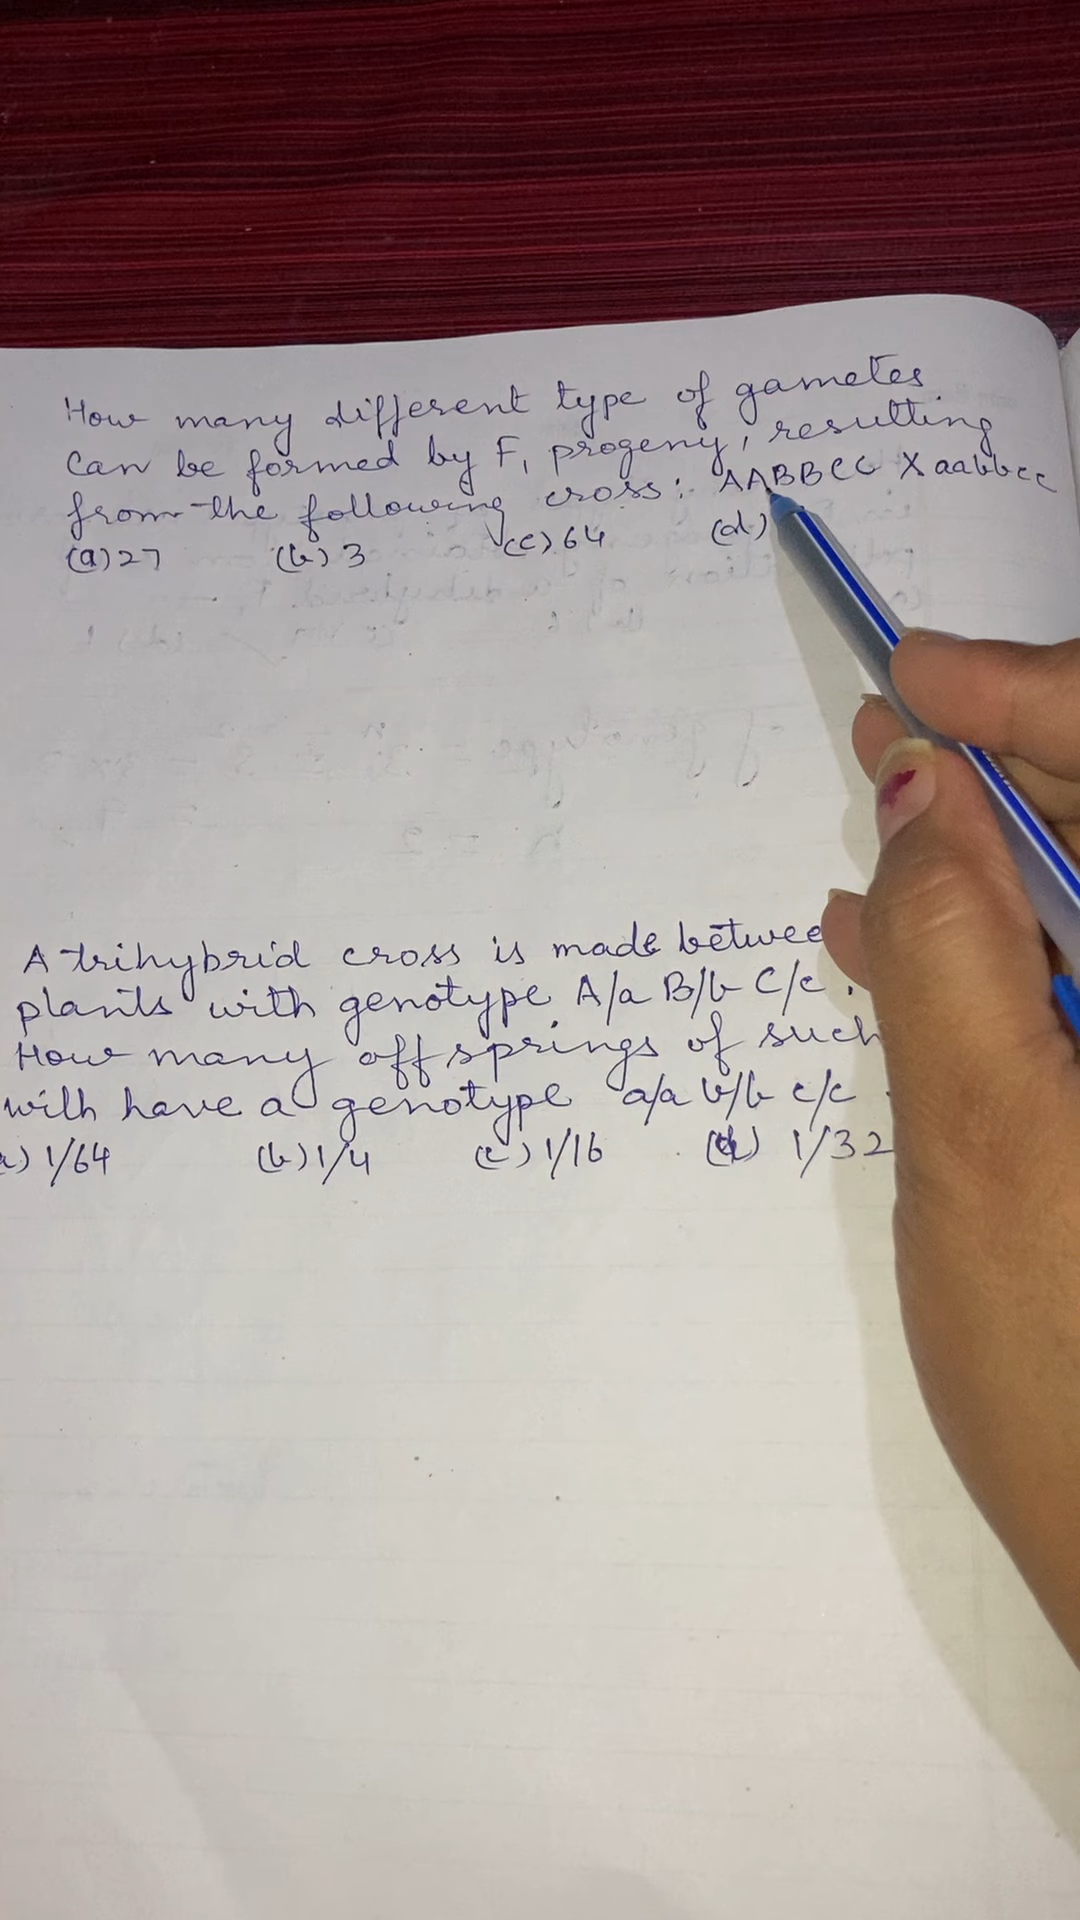 How many different type of gametes
can be formed by F1 progeny, resulting
from the following cross: AABBCC X aabbcc
(a) 27 (b) 3 (c) 64 (d)
A trihybrid cross is made
plants with genotype A/a B/b C/c.
How many offsprings of such
will have a genotype a/a b/b c/c
) 1/64 (b) 1/4 (c) 1/16 (d) 1/32